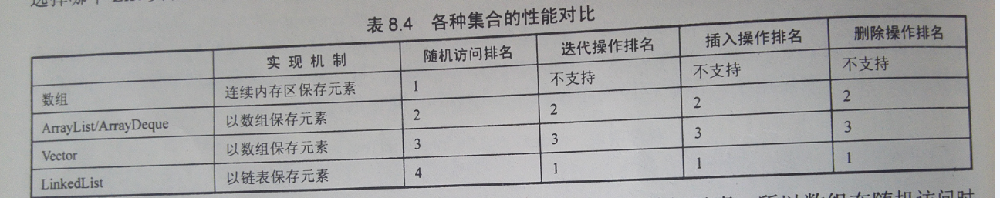 选择哪个 List
表 8.4 各种集合的性能对比
实 现 机 制 随机访问排名 迭代操作排名 插入操作排名 删除操作排名
数组 连续内存区保存元素 1 不支持 不支持 不支持
ArrayList/ArrayDeque 以数组保存元素 2 2 2 2
Vector 以数组保存元素 3 3 3 3
LinkedList 以链表保存元素 4 1 1 1
所以数组在随机访问时